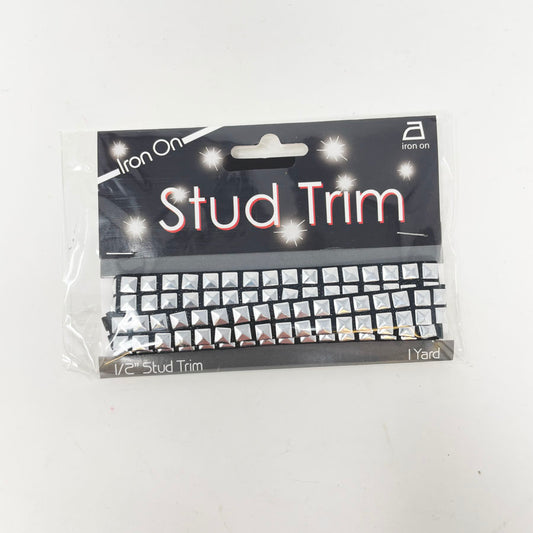 Iron On
iron on
Stud Trim
1/2" Stud Trim
1 Yard